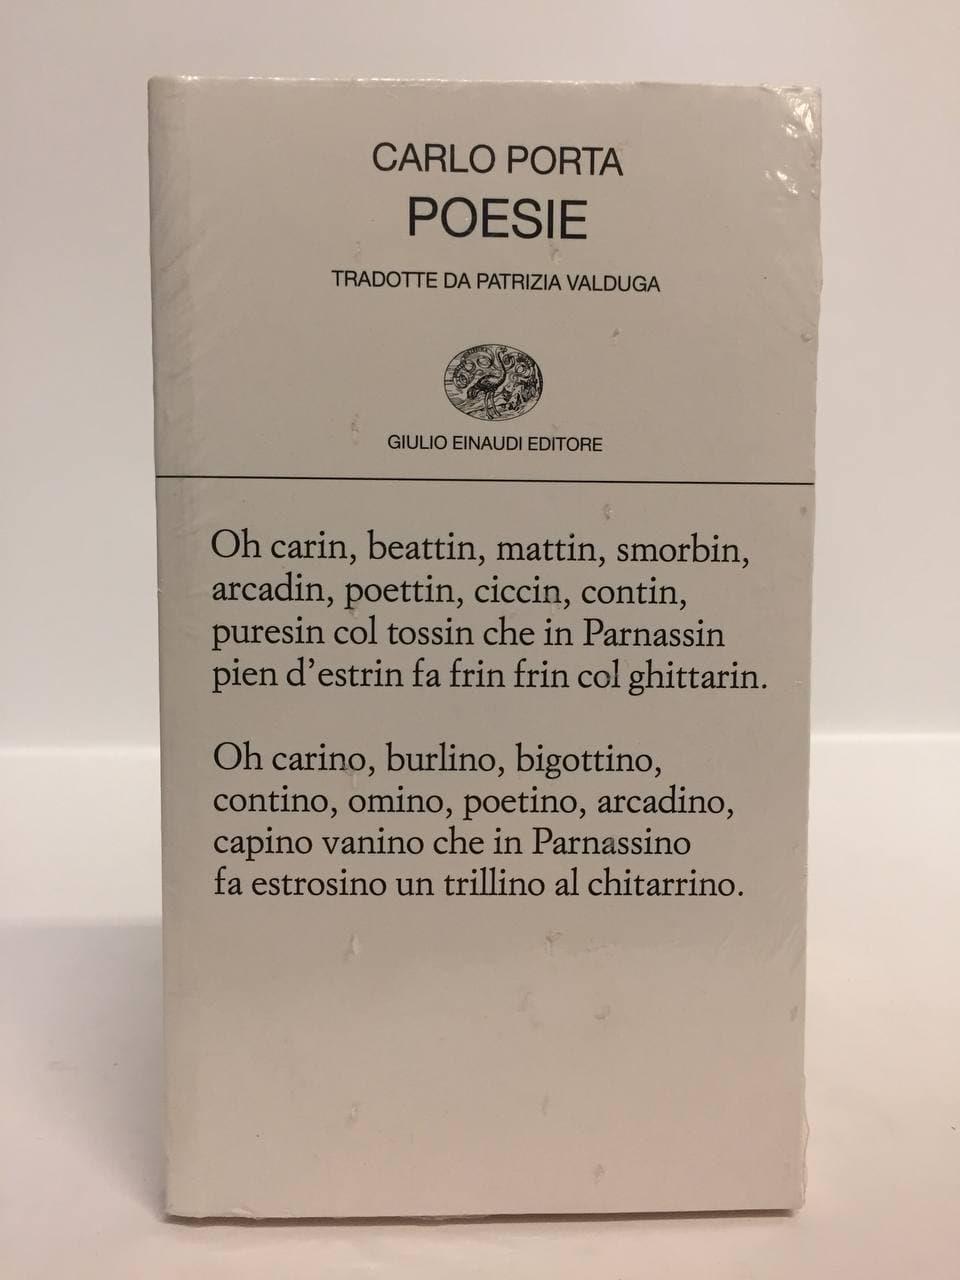 CARLO PORTA
POESIE
TRADOTTE DA PATRIZIA VALDUGA
GIULIO EINAUDI EDITORE
Oh carin, beattin, mattin, smorbin,
arcadin, poettin, ciccin, contin,
puresin col tossin che in Parnassin
pien d'estrin fa frin frin col ghittarin.
Oh carino, burlino, bigottino,
contino, omino, poetino, arcadino,
capino vanino che in Parnassino
fa estrosino un trillino al chitarrino.